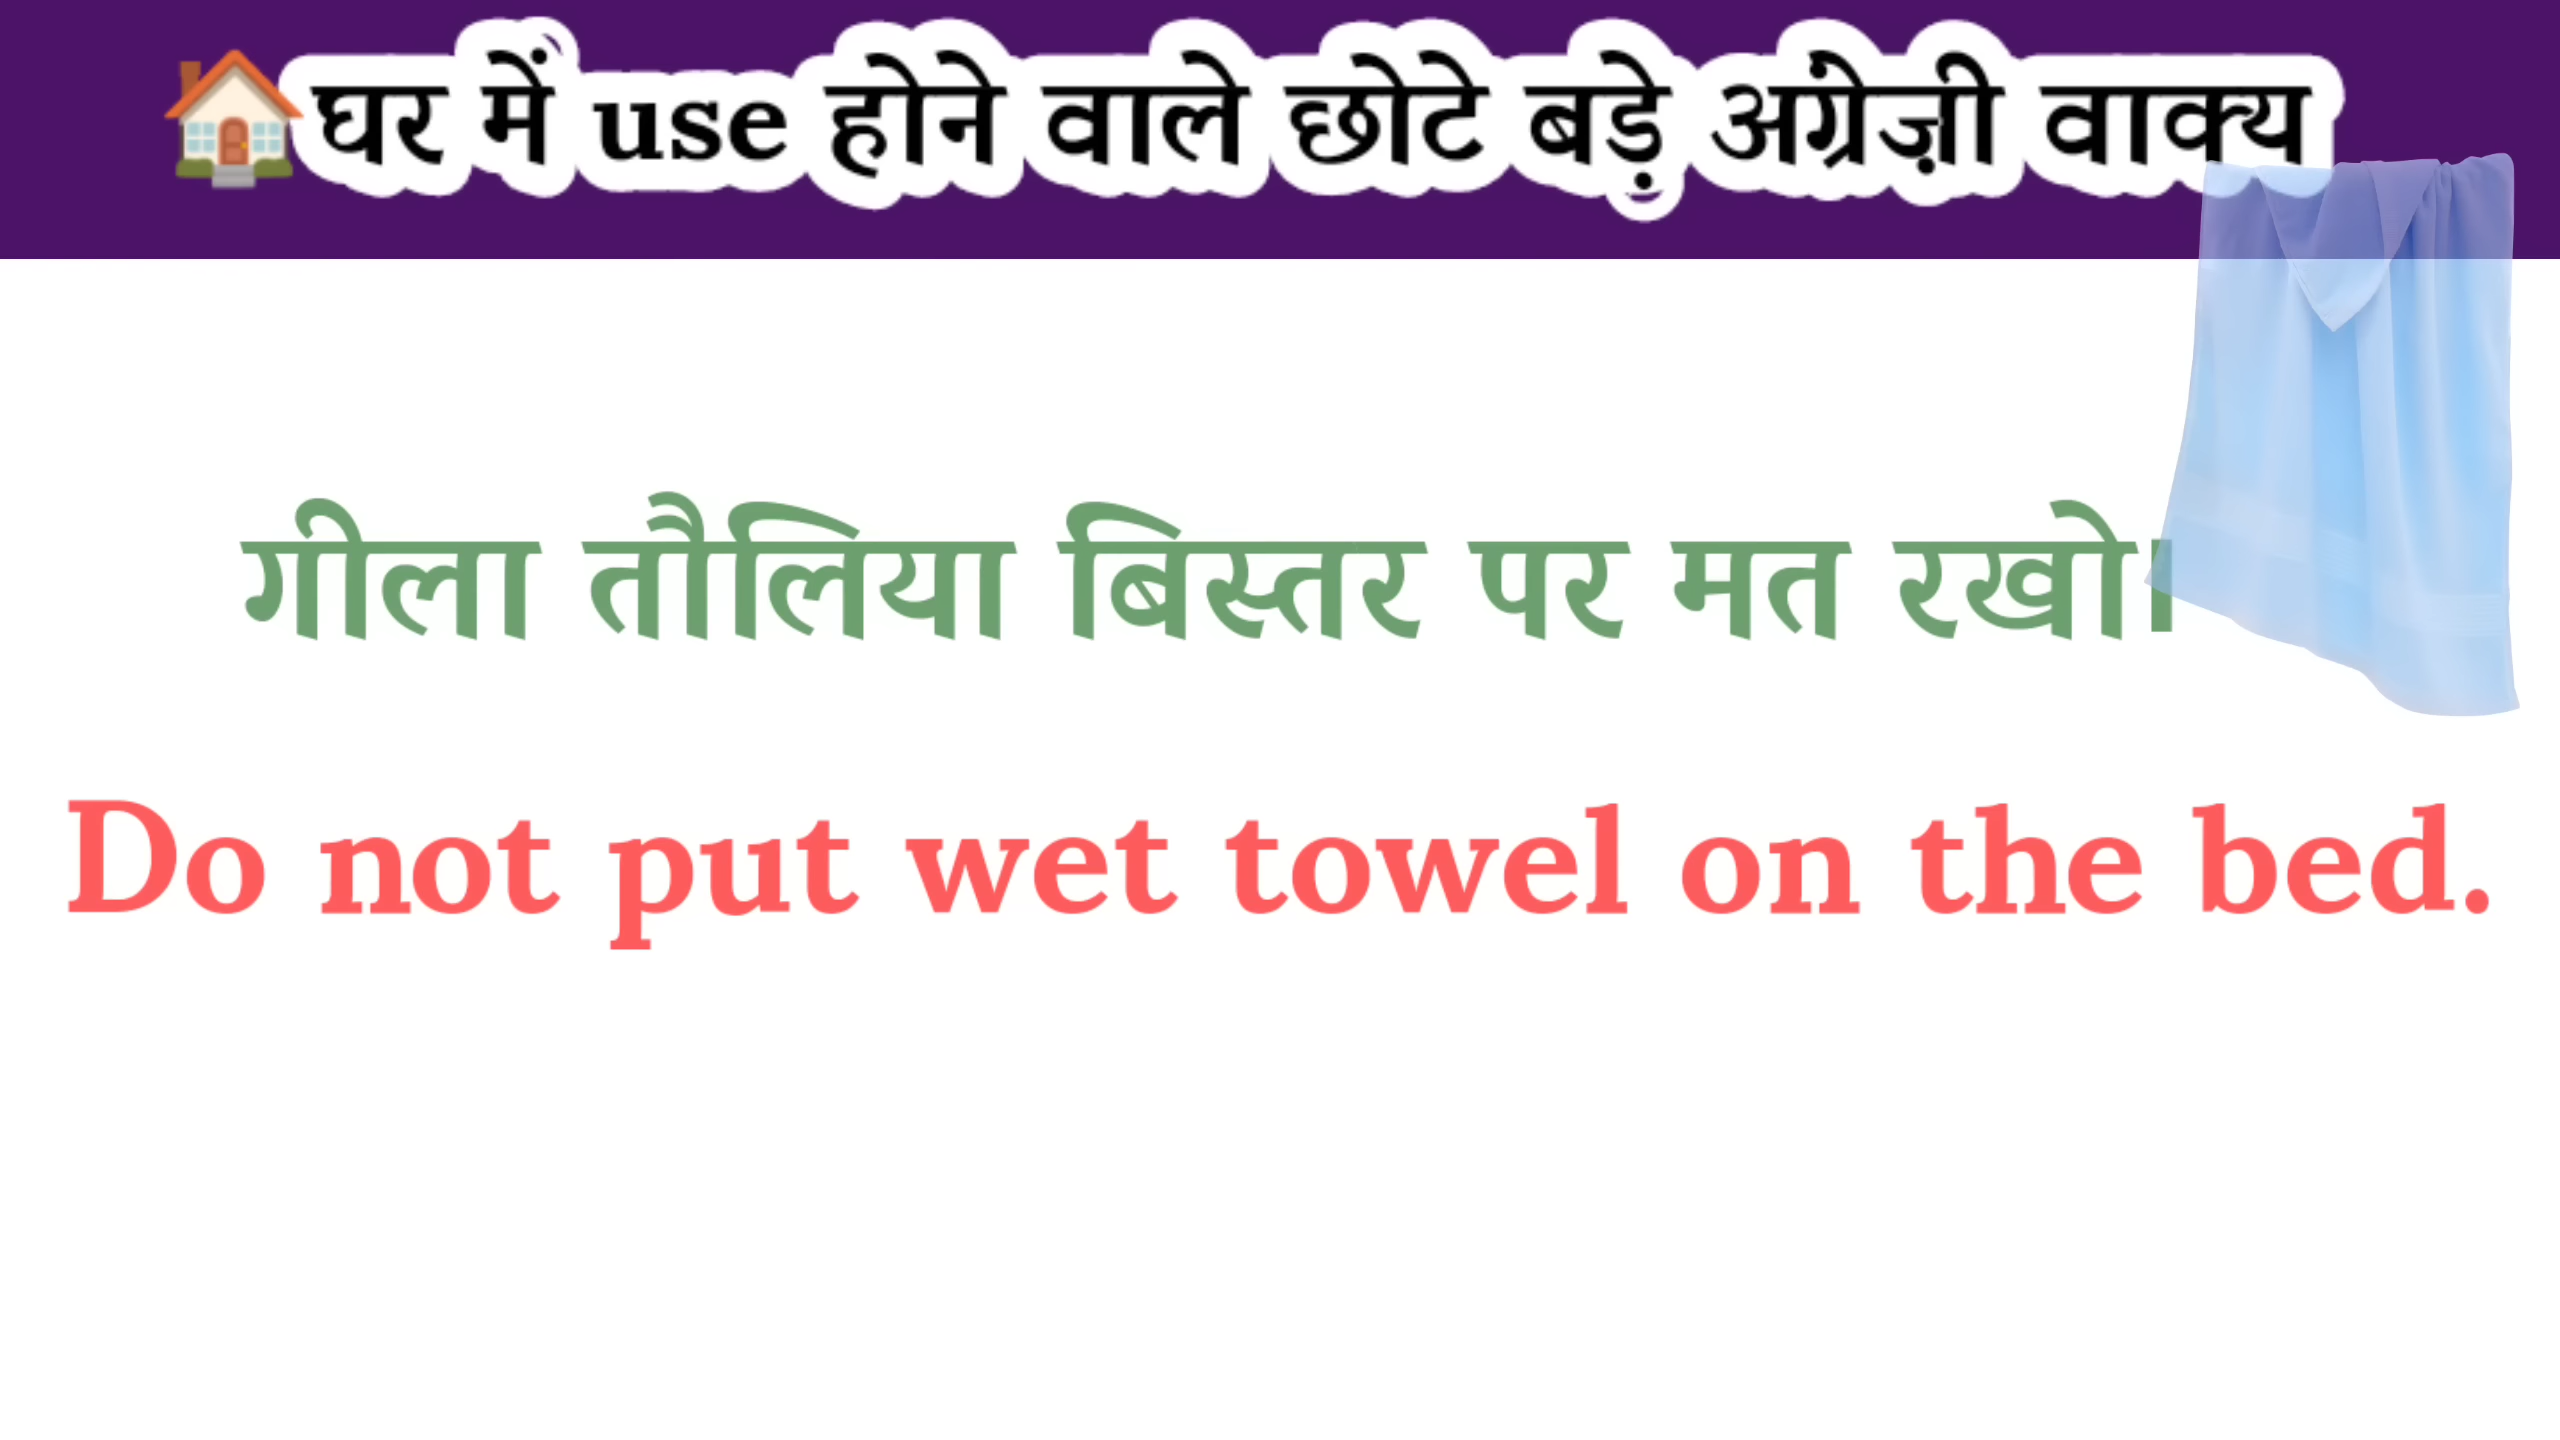 घर में use होने वाले छोटे बड़े अंग्रेज़ी वाक्य
गीला तौलिया बिस्तर पर मत रखो।
Do not put wet towel on the bed.